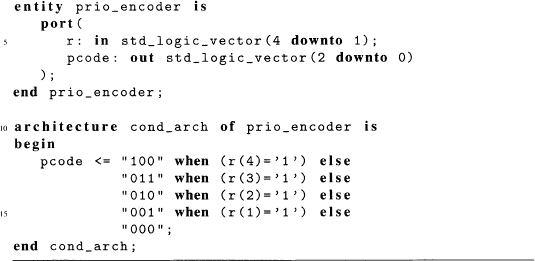 entity prio_encoder is
port(
5 r: in std_logic_vector(4 downto 1);
pcode: out std_logic_vector(2 downto 0)
);
end prio_encoder;
10 architecture cond_arch of prio_encoder is
begin
pcode <= "100" when (r(4)='1') else
"011" when (r(3)='1') else
"010" when (r(2)='1') else
15 "001" when (r(1)='1') else
"000";
end cond_arch;